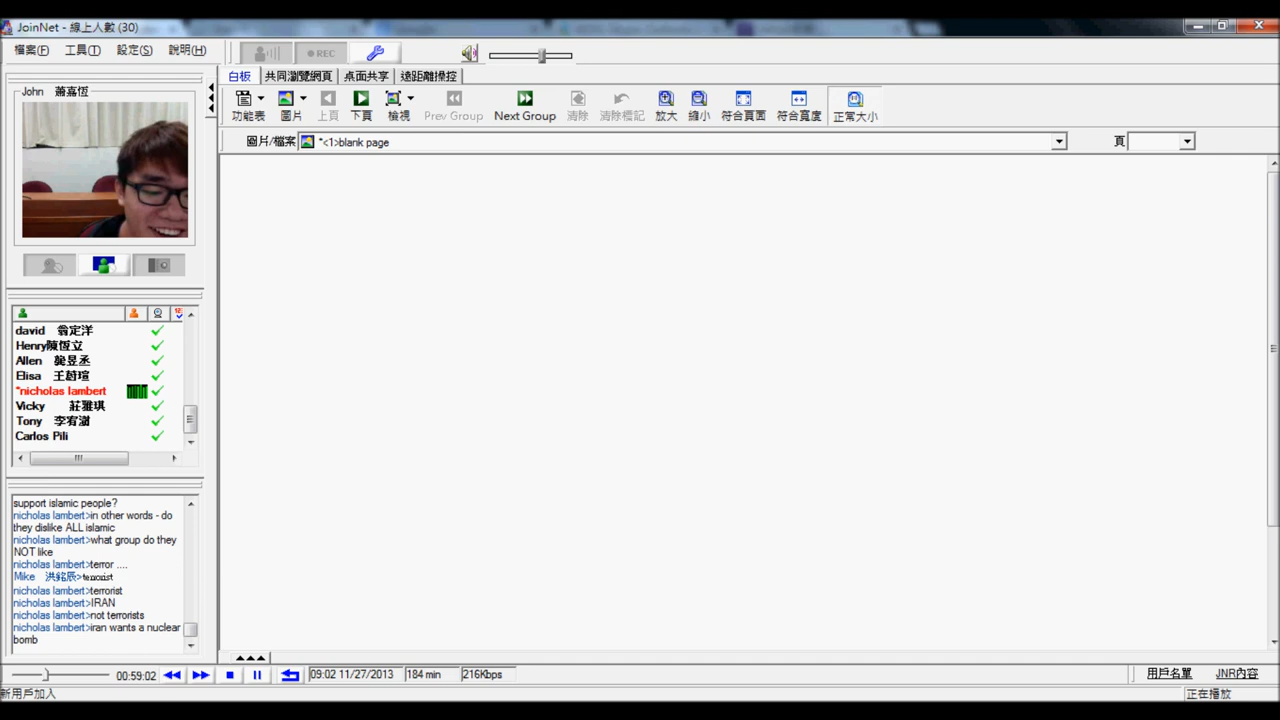 JoinNet - 線上人數 (30)
檔案(F) 工具(T) 設定(S) 說明(H)
REC
白板 共同瀏覽網頁 桌面共享 遠距離操控
John 蕭嘉恆
功能表 圖片 上頁 下頁 檢視 Prev Group Next Group 清除 清除標記 放大 縮小 符合頁面 符合寬度 正常大小
圖片/檔案 *<1>blank page 頁
david 翁定洋
Henry陳恆立
Allen 龔昱丞
Elisa 王蒔瑄
*nicholas lambert
Vicky 莊雅琪
Tony 李宥澍
Carlos Pili
support islamic people?
nicholas lambert>in other words - do
they dislike ALL islamic
nicholas lambert>what group do they
NOT like
nicholas lambert>terror ....
Mike 洪銘辰>terrorist
nicholas lambert>terrorist
nicholas lambert>IRAN
nicholas lambert>not terrorists
nicholas lambert>iran wants a nuclear
bomb
00:59:02 09:02 11/27/2013 184 min 216Kbps 用戶名單 JNR內容
新用戶加入 正在播放